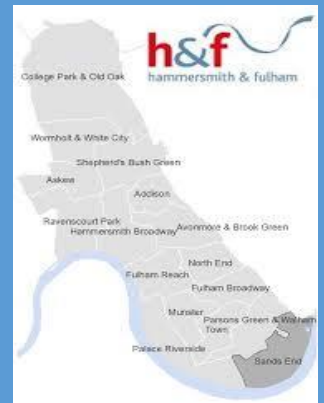 h&f
hammersmith & fulham
College Park & Old Oak
Wormholt & White City
Shepherd's Bush Green
Askew
Addison
Ravenscourt Park
Hammersmith Broadway
Avonmore & Brook Green
North End
Fulham Reach
Fulham Broadway
Munster
Parsons Green & Walham
Town
Palace Riverside
Sands End